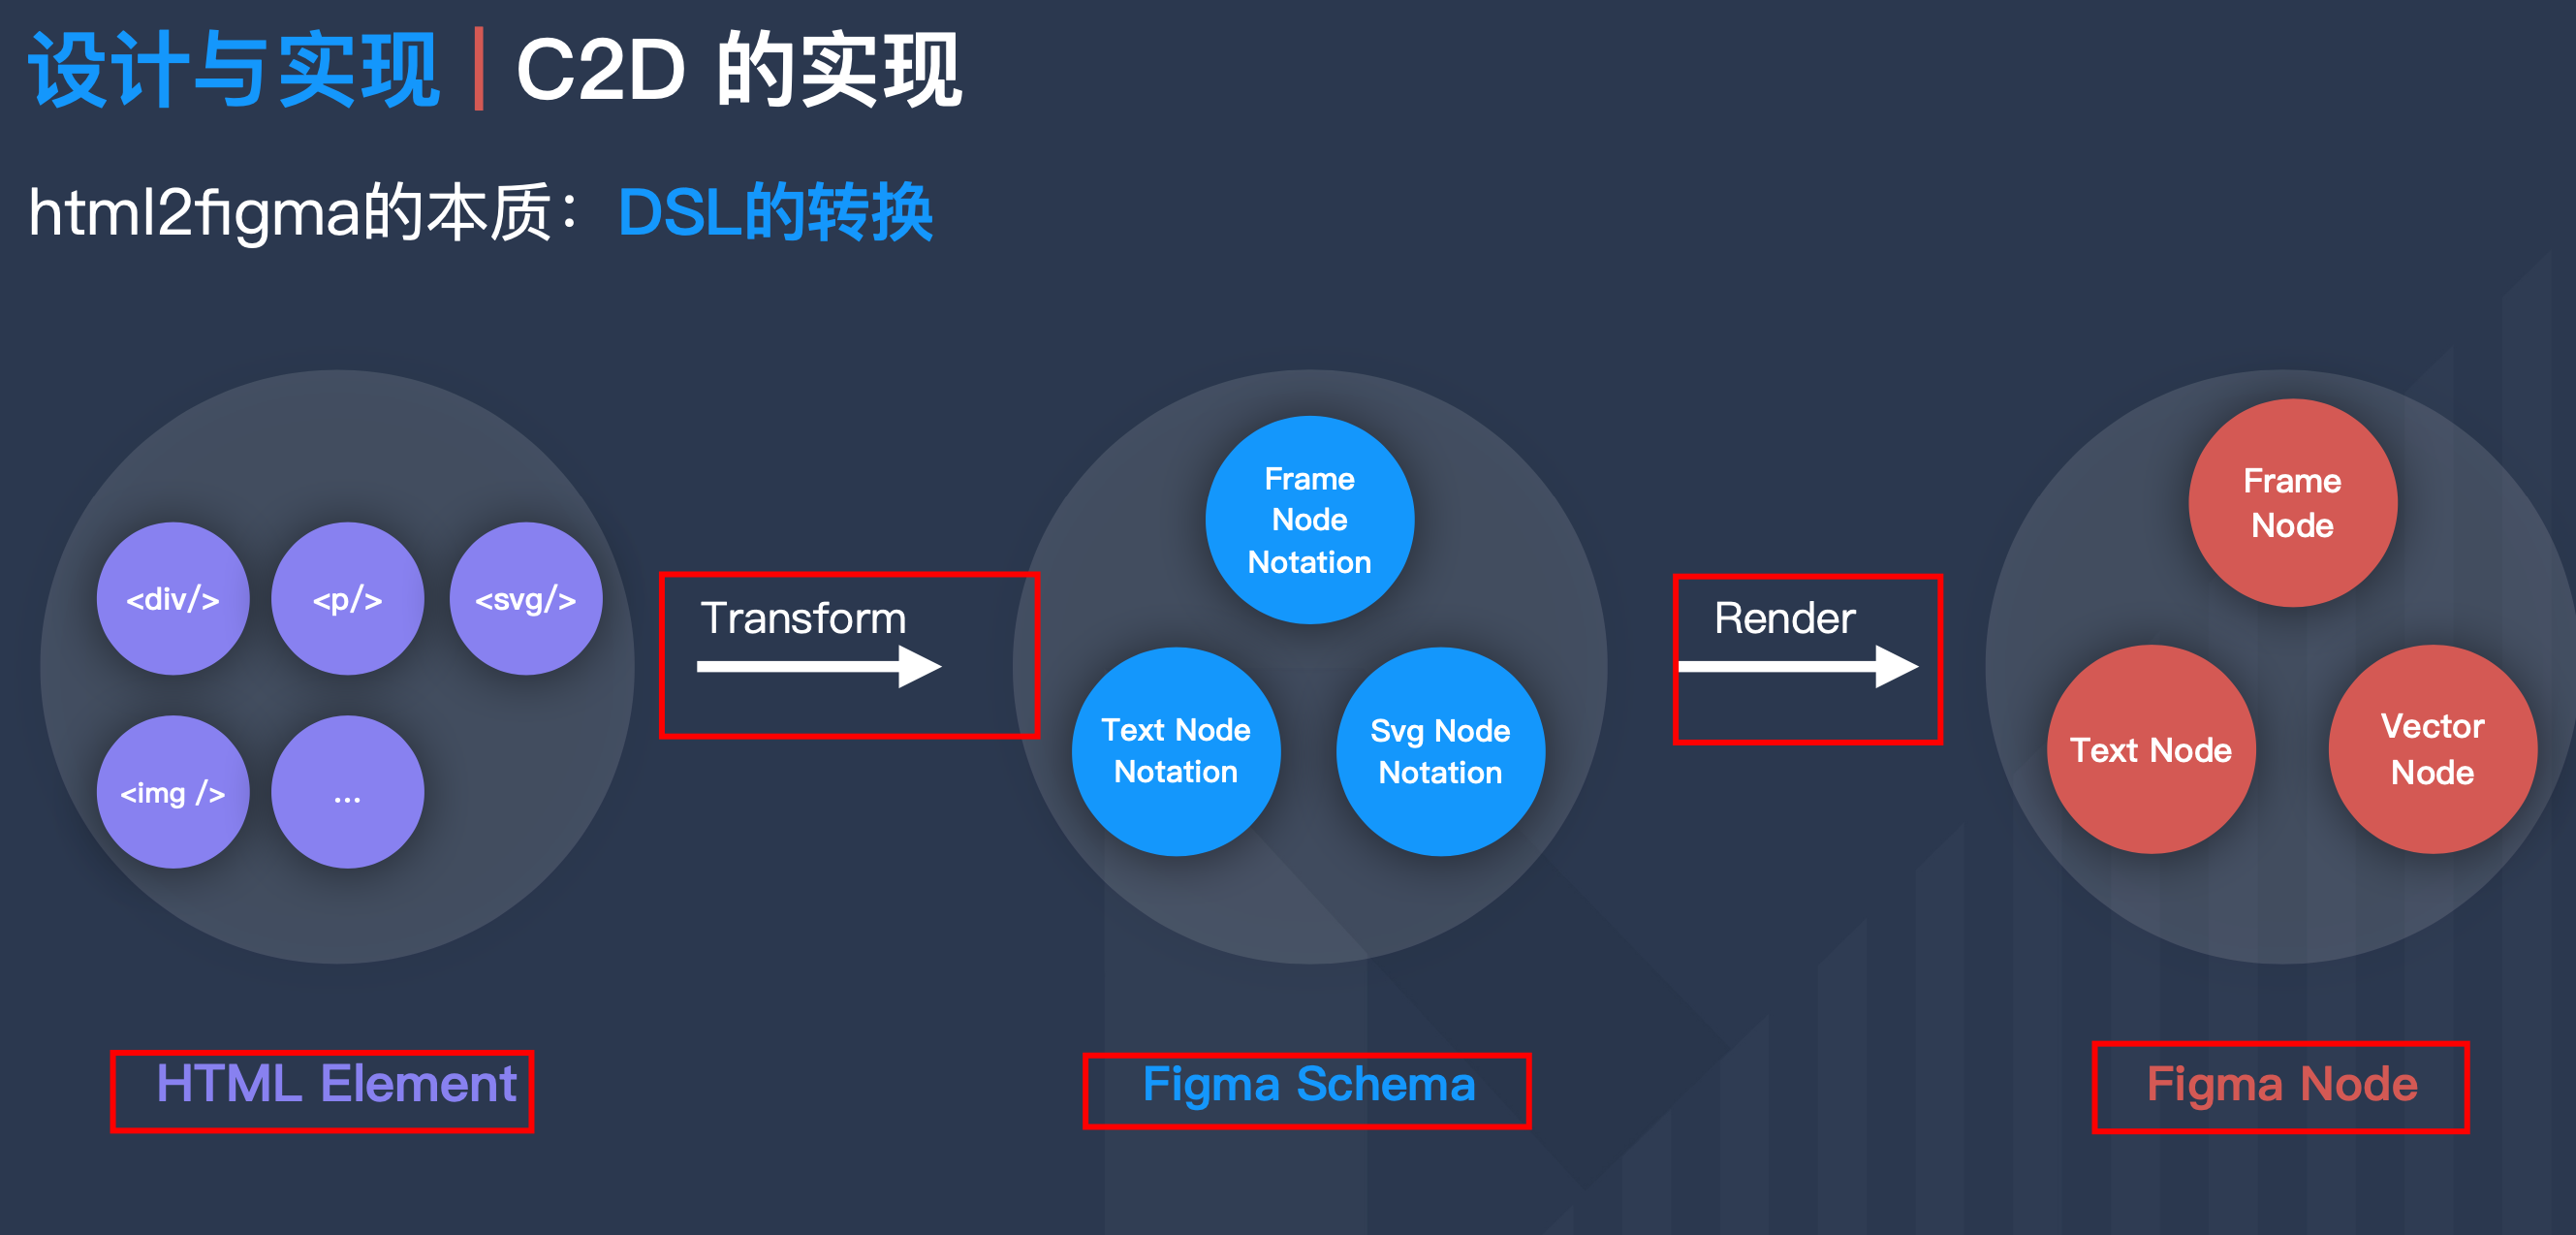 设计与实现 | C2D 的实现
html2figma的本质：DSL的转换
<div/>
<p/>
<svg/>
<img />
...
Transform
Frame
Node
Notation
Text Node
Notation
Svg Node
Notation
Render
Frame
Node
Text Node
Vector
Node
HTML Element
Figma Schema
Figma Node